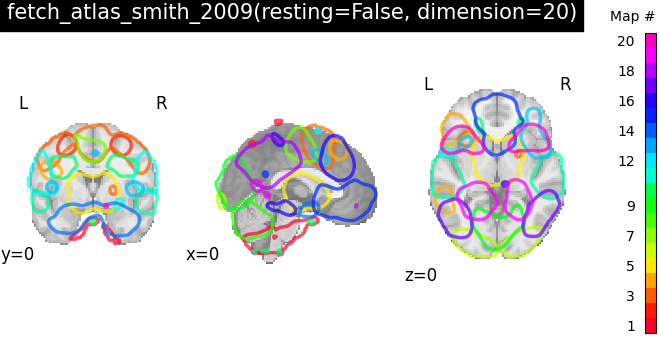 fetch_atlas_smith_2009(resting=False, dimension=20)
Map #
L R
L R
y=0
x=0
z=0
20
18
16
14
12
9
7
5
3
1